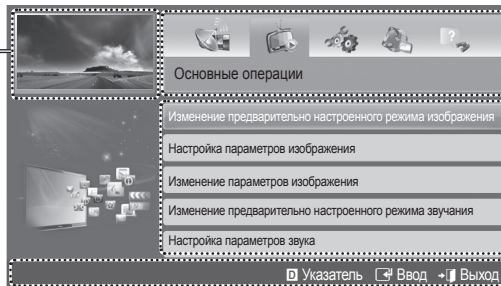 Основные операции
Изменение предварительно настроенного режима изображения
Настройка параметров изображения
Изменение параметров изображения
Изменение предварительно настроенного режима звучания
Настройка параметров звука
D Указатель Ввод Выход